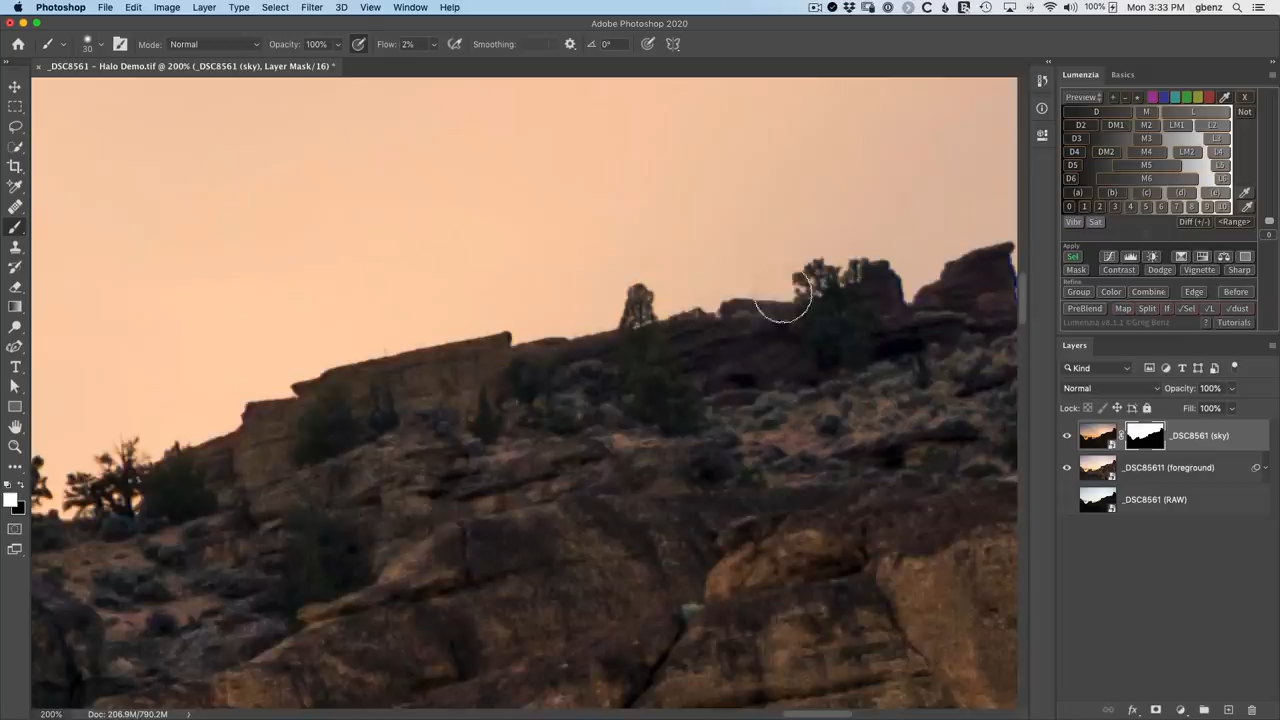 Photoshop File Edit Image Layer Type Select Filter 3D View Window Help 100% Mon 3:33 PM gbenz
Adobe Photoshop 2020
30 Mode: Normal Opacity: 100% Flow: 2% Smoothing: 0°
_DSC8561 – Halo Demo.tif @ 200% (_DSC8561 (sky), Layer Mask/16) *
Lumenzia Basics
Preview + − X
D M L Not
D2 DM1 M2 LM1 L2
D3 M3 L3
D4 DM2 M4 LM2 L4
D5 M5 L5
D6 M6 L6
(a) (b) (c) (d) (e)
0 1 2 3 4 5 6 7 8 9 10
Vibr Sat Diff (+/-) <Range>
0
Apply
Sel
Mask Contrast Dodge Vignette Sharp
Refine
Group Color Combine Edge Before
PreBlend Map Split If √Sel √L √dust
Lumenzia v8.1.1 ©Greg Benz ? Tutorials
Layers
Kind
Normal Opacity: 100%
Lock: Fill: 100%
_DSC8561 (sky)
_DSC85611 (foreground)
_DSC8561 (RAW)
200% Doc: 206.9M/790.2M